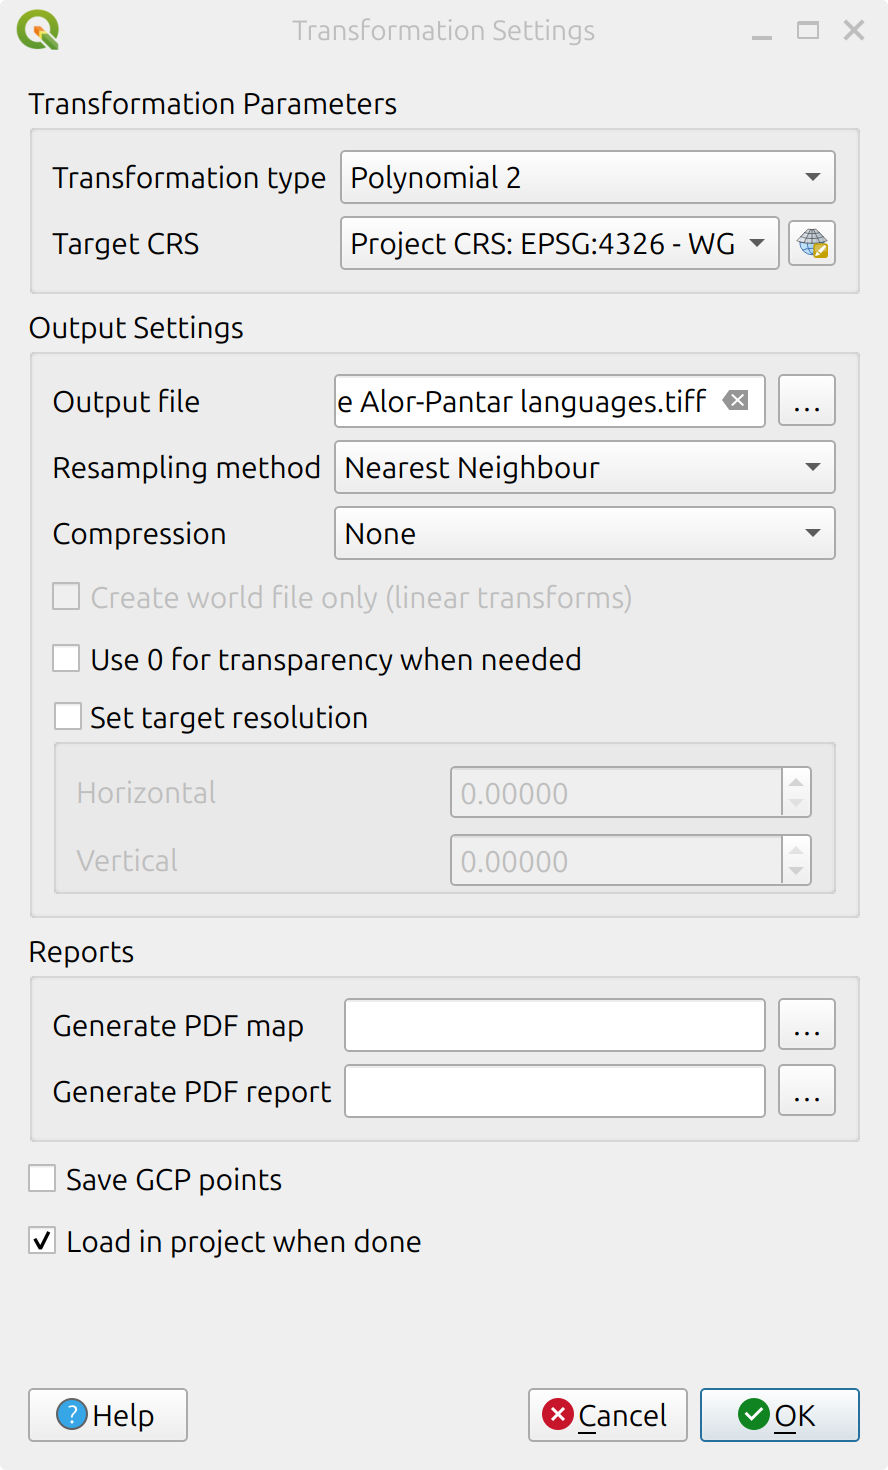 Transformation Settings
Transformation Parameters
Transformation type Polynomial 2
Target CRS Project CRS: EPSG:4326 - WG
Output Settings
Output file e Alor-Pantar languages.tiff ...
Resampling method Nearest Neighbour
Compression None
Create world file only (linear transforms)
Use 0 for transparency when needed
Set target resolution
Horizontal 0.00000
Vertical 0.00000
Reports
Generate PDF map ...
Generate PDF report ...
Save GCP points
Load in project when done
Help Cancel OK